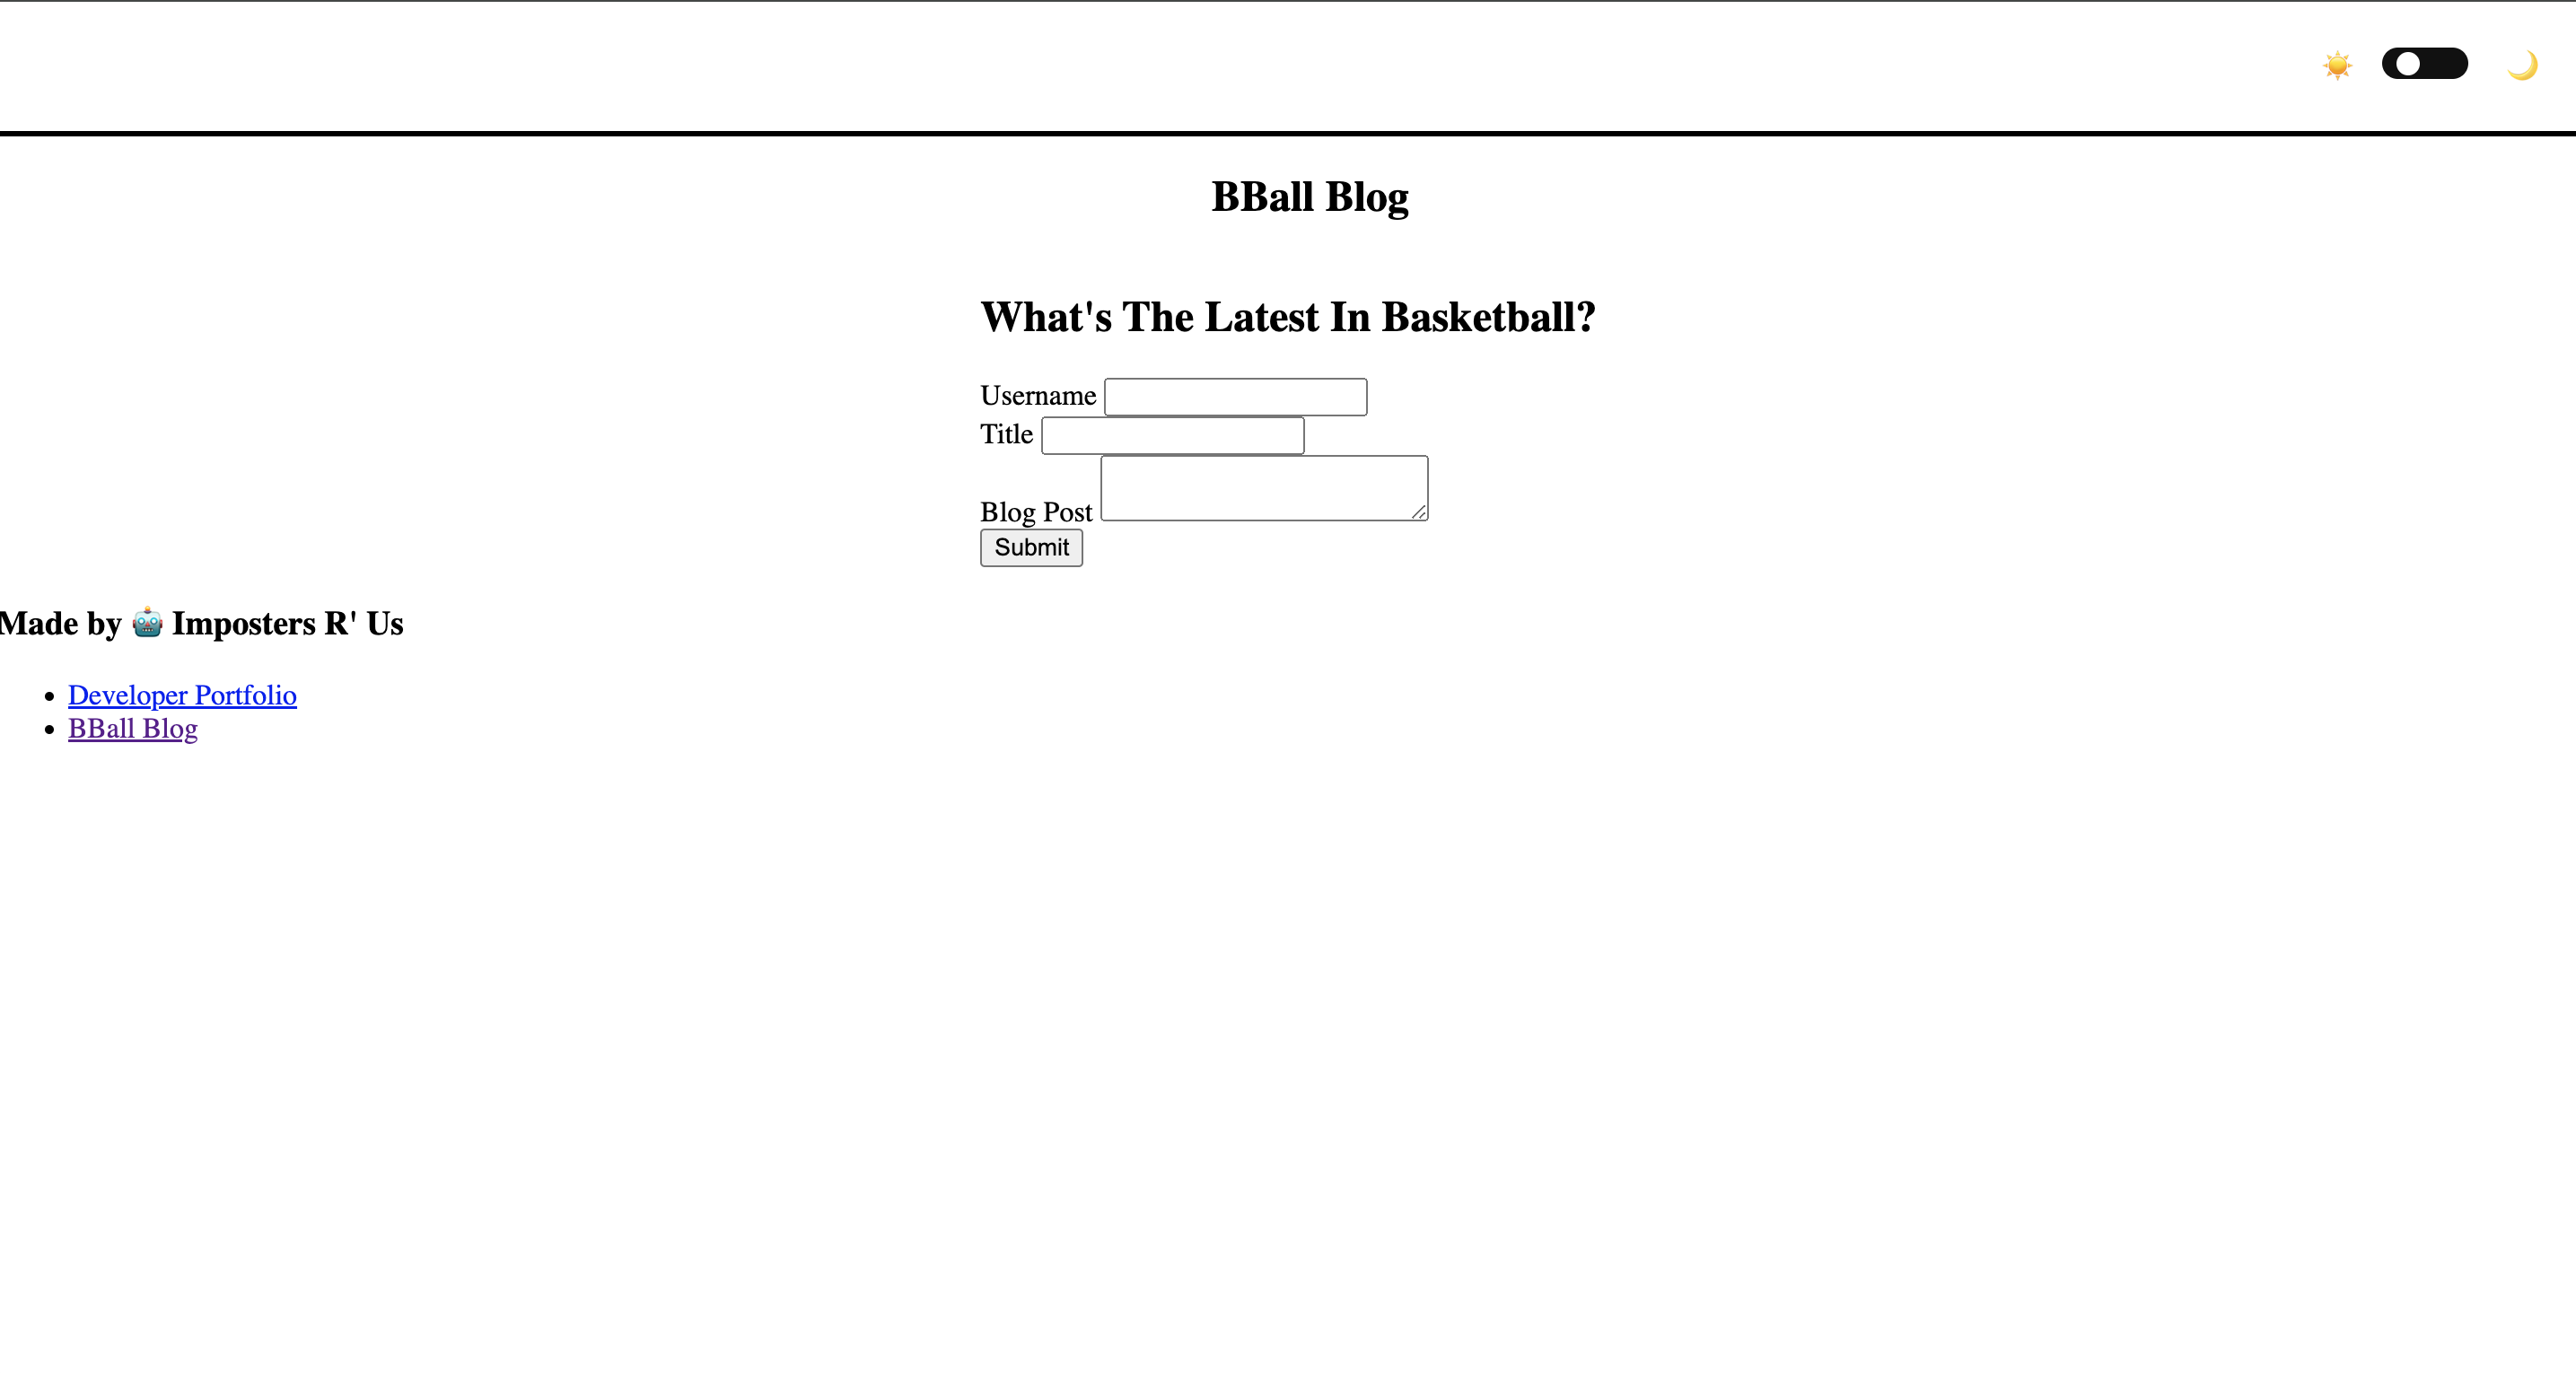 ☀️ 🌙
BBall Blog
What's The Latest In Basketball?
Username
Title
Blog Post
Submit
Made by 🤖 Imposters R' Us
Developer Portfolio
BBall Blog